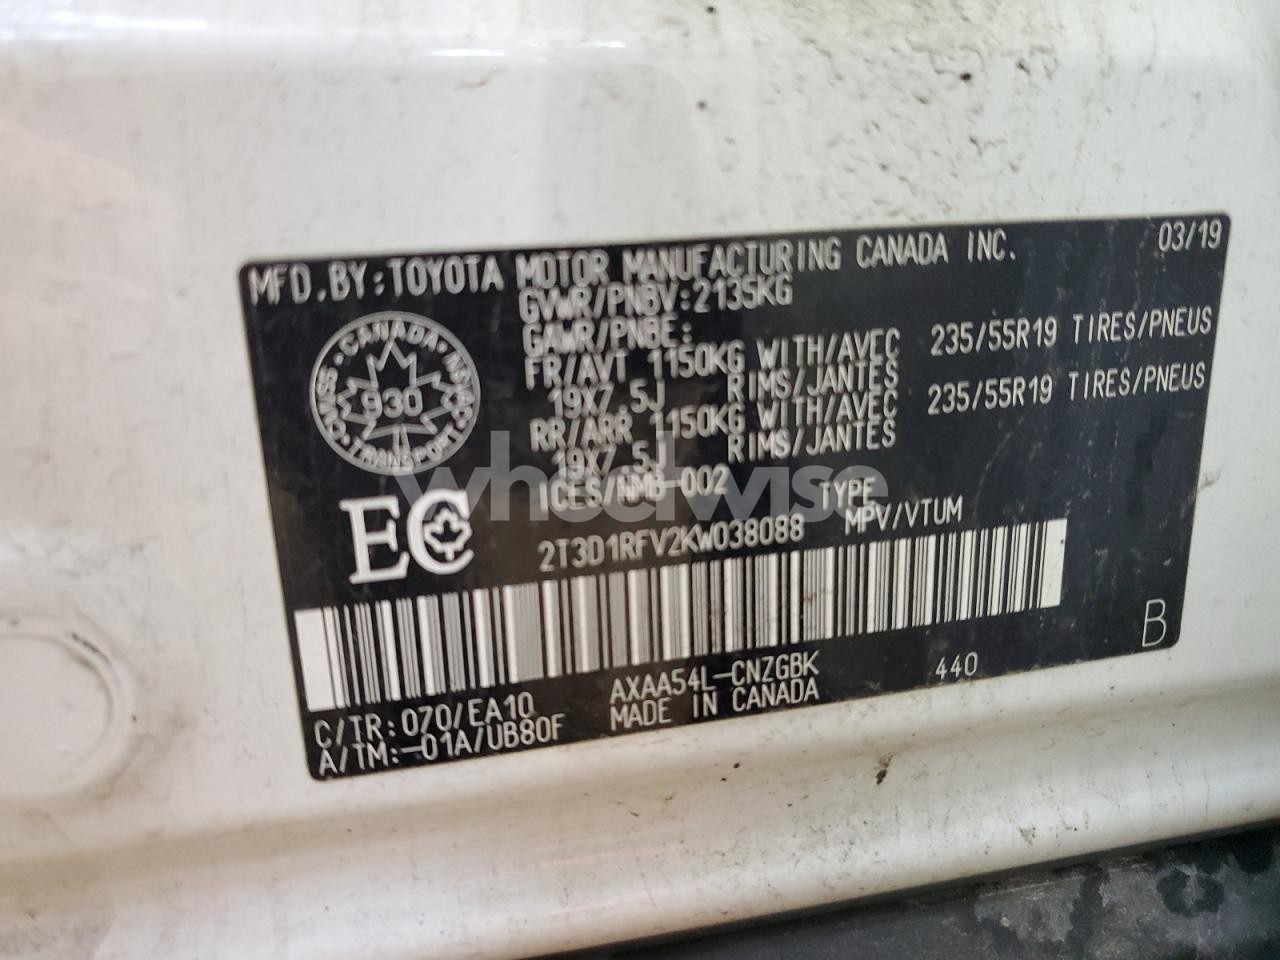 MFD.BY:TOYOTA MOTOR MANUFACTURING CANADA INC. 03/19
GVWR/PNBV:2135KG
GAWR/PNBE:
FR/AVT 1150KG WITH/AVEC 235/55R19 TIRES/PNEUS
19X7.5J RIMS/JANTES
RR/ARR 1150KG WITH/AVEC 235/55R19 TIRES/PNEUS
19X7.5J RIMS/JANTES
ICES/NMB-002
CANADA
930
TRANSPORT
CMVSS
NSVAC
wheelwise
EC
2T3D1RFV2KW038088
TYPE
MPV/VTUM
B
C/TR:070/EA10 AXAA54L-CNZGBK 440
A/TM:-01A/UB80F MADE IN CANADA